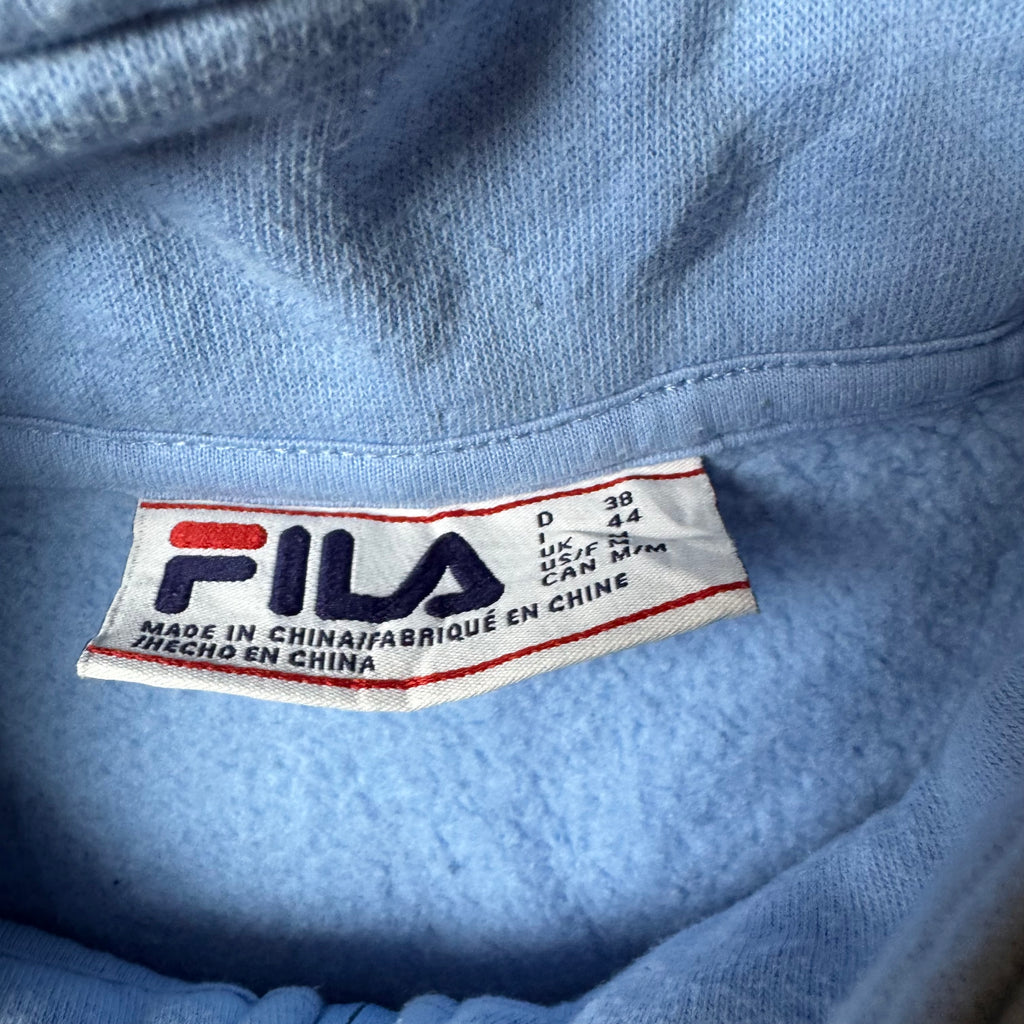 FILA
D 38
I 44
UK M
US/F M/M
CAN
MADE IN CHINA/FABRIQUÉ EN CHINE
/HECHO EN CHINA